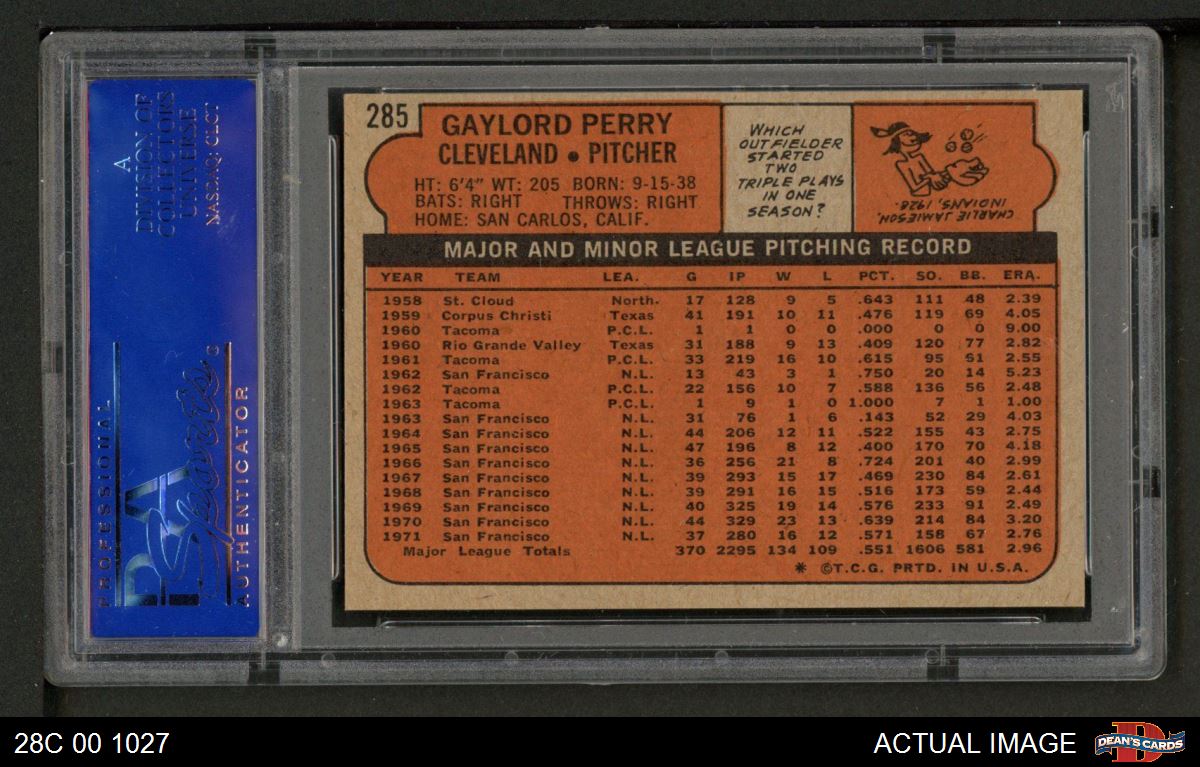 A
DIVISION OF
COLLECTORS
UNIVERSE
NASDAQ: CLCT
PROFESSIONAL
PSA
Sports
AUTHENTICATOR
285
GAYLORD PERRY
CLEVELAND • PITCHER
HT: 6'4" WT: 205 BORN: 9-15-38
BATS: RIGHT THROWS: RIGHT
HOME: SAN CARLOS, CALIF.
WHICH
OUTFIELDER
STARTED
TWO
TRIPLE PLAYS
IN ONE
SEASON?
CHARLIE JAMIESON,
INDIANS, 1928.
MAJOR AND MINOR LEAGUE PITCHING RECORD
YEAR TEAM LEA. G IP W L PCT. SO. BB. ERA.
1958 St. Cloud North. 17 128 9 5 .643 111 48 2.39
1959 Corpus Christi Texas 41 191 10 11 .476 119 69 4.05
1960 Tacoma P.C.L. 1 1 0 0 .000 0 0 9.00
1960 Rio Grande Valley Texas 31 188 9 13 .409 120 77 2.82
1961 Tacoma P.C.L. 33 219 16 10 .615 95 91 2.55
1962 San Francisco N.L. 13 43 3 1 .750 20 14 5.23
1962 Tacoma P.C.L. 22 156 10 7 .588 136 56 2.48
1963 Tacoma P.C.L. 1 9 1 0 1.000 7 1 1.00
1963 San Francisco N.L. 31 76 1 6 .143 52 29 4.03
1964 San Francisco N.L. 44 206 12 11 .522 155 43 2.75
1965 San Francisco N.L. 47 196 8 12 .400 170 70 4.18
1966 San Francisco N.L. 36 256 21 8 .724 201 40 2.99
1967 San Francisco N.L. 39 293 15 17 .469 230 84 2.61
1968 San Francisco N.L. 39 291 16 15 .516 173 59 2.44
1969 San Francisco N.L. 40 325 19 14 .576 233 91 2.49
1970 San Francisco N.L. 44 329 23 13 .639 214 84 3.20
1971 San Francisco N.L. 37 280 16 12 .571 158 67 2.76
Major League Totals 370 2295 134 109 .551 1606 581 2.96
* ©T.C.G. PRTD. IN U.S.A.
28C 00 1027
ACTUAL IMAGE
D
DEAN'S CARDS